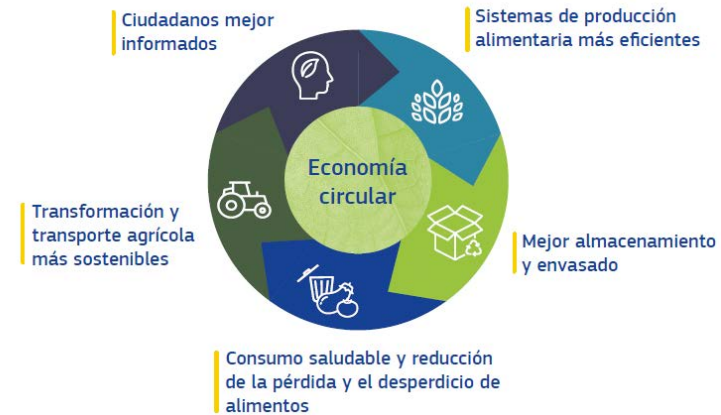 Ciudadanos mejor
informados
Sistemas de producción
alimentaria más eficientes
Economía
circular
Transformación y
transporte agrícola
más sostenibles
Mejor almacenamiento
y envasado
Consumo saludable y reducción
de la pérdida y el desperdicio de
alimentos